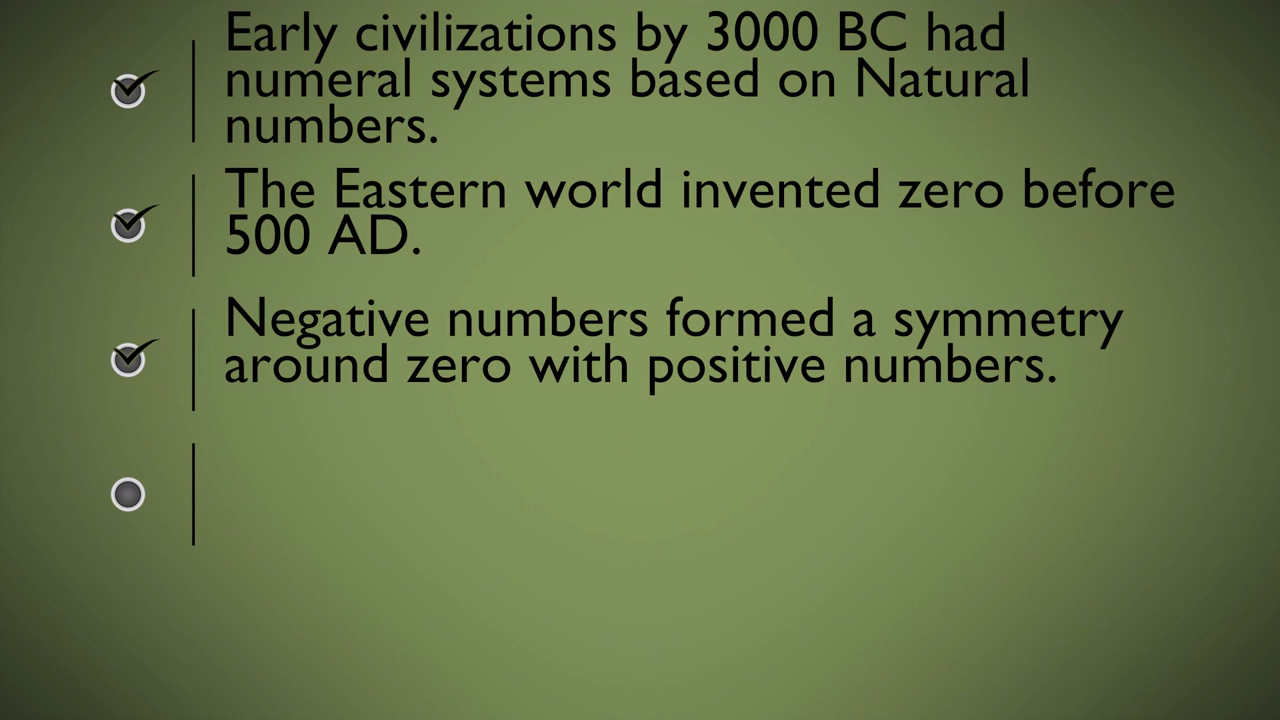 Early civilizations by 3000 BC had
numeral systems based on Natural
numbers.
The Eastern world invented zero before
500 AD.
Negative numbers formed a symmetry
around zero with positive numbers.